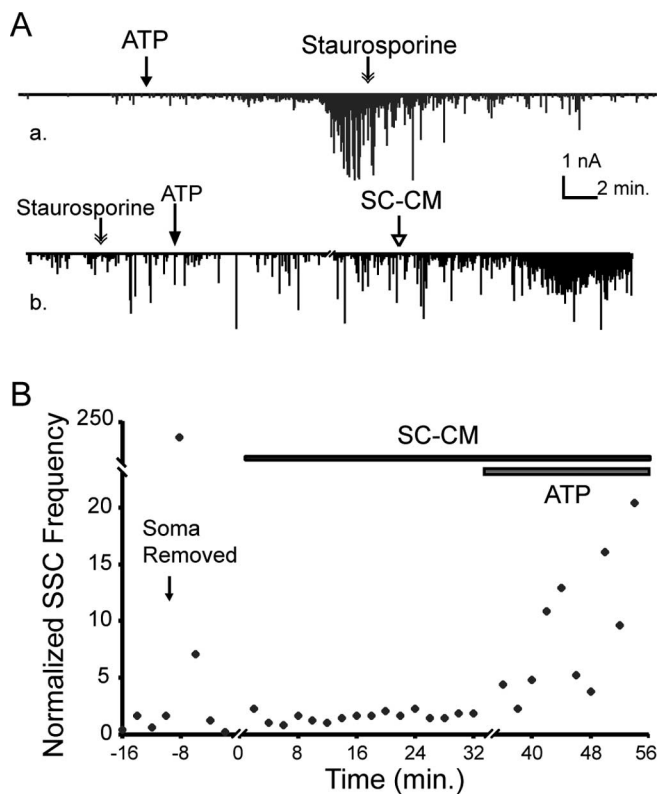 A
ATP
Staurosporine
a.
1 nA
2 min.
Staurosporine
ATP
SC-CM
b.
B
Normalized SSC Frequency
250
20
15
10
5
0
SC-CM
ATP
Soma
Removed
-16
-8
0
8
16
24
32
40
48
56
Time (min.)